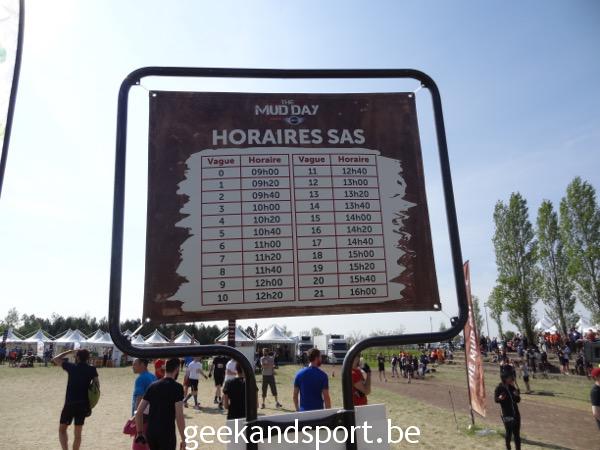 THE
MUD DAY
HORAIRES SAS
Vague Horaire Vague Horaire
0 09h00 11 12h40
1 09h20 12 13h00
2 09h40 13 13h20
3 10h00 14 13h40
4 10h20 15 14h00
5 10h40 16 14h20
6 11h00 17 14h40
7 11h20 18 15h00
8 11h40 19 15h20
9 12h00 20 15h40
10 12h20 21 16h00
geekandsport.be